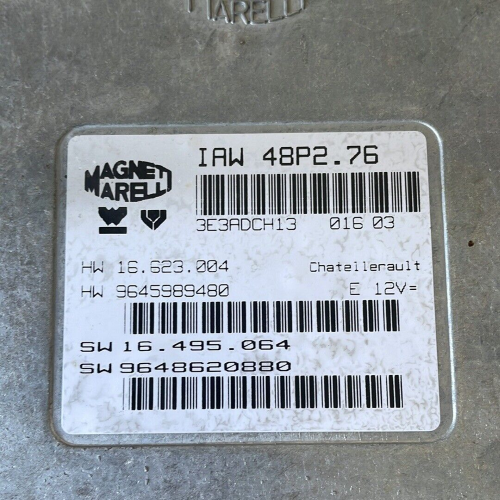 MARELLI
MAGNETI
MARELLI
IAW 48P2.76
3E3ADCH13 016 03
HW 16.623.004 Chatellerault
HW 9645989480 E 12V=
SW 16.495.064
SW 9648620880